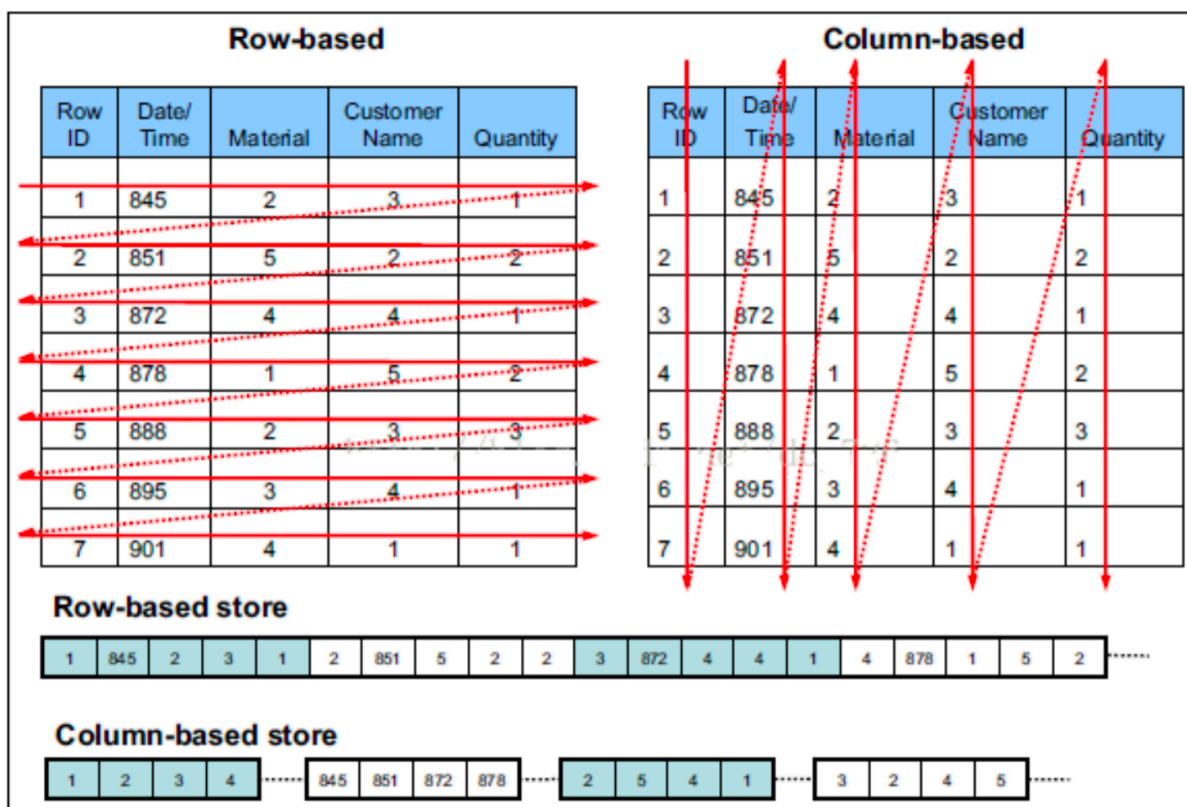 Row-based
Column-based
Row ID Date/ Time Material Customer Name Quantity
1 845 2 3 1
2 851 5 2 2
3 872 4 4 1
4 878 1 5 2
5 888 2 3 3
6 895 3 4 1
7 901 4 1 1
Row ID Date/ Time Material Customer Name Quantity
1 845 2 3 1
2 851 5 2 2
3 872 4 4 1
4 878 1 5 2
5 888 2 3 3
6 895 3 4 1
7 901 4 1 1
Row-based store
1 845 2 3 1 2 851 5 2 2 3 872 4 4 1 4 878 1 5 2
Column-based store
1 2 3 4 845 851 872 878 2 5 4 1 3 2 4 5